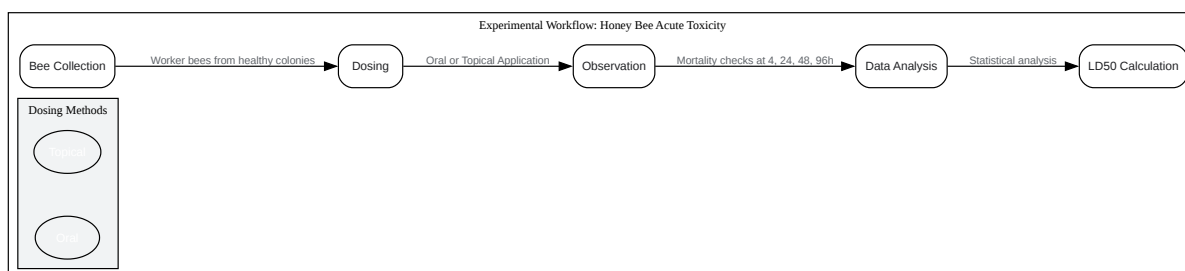 Experimental Workflow: Honey Bee Acute Toxicity
Bee Collection
Worker bees from healthy colonies
Dosing
Oral or Topical Application
Observation
Mortality checks at 4, 24, 48, 96h
Data Analysis
Statistical analysis
LD50 Calculation
Dosing Methods
Topical
Oral